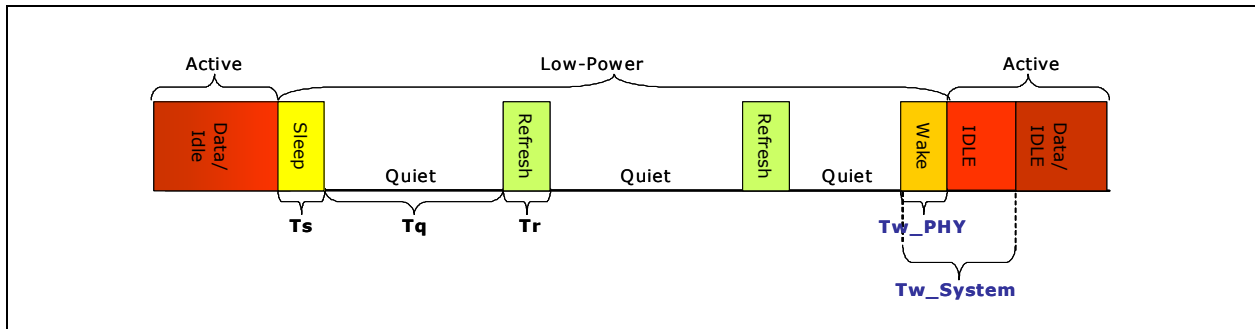 Active
Low-Power
Active
Data/
Idle
Sleep
Refresh
Refresh
Wake
IDLE
Data/
IDLE
Quiet
Quiet
Quiet
Ts
Tq
Tr
Tw_PHY
Tw_System